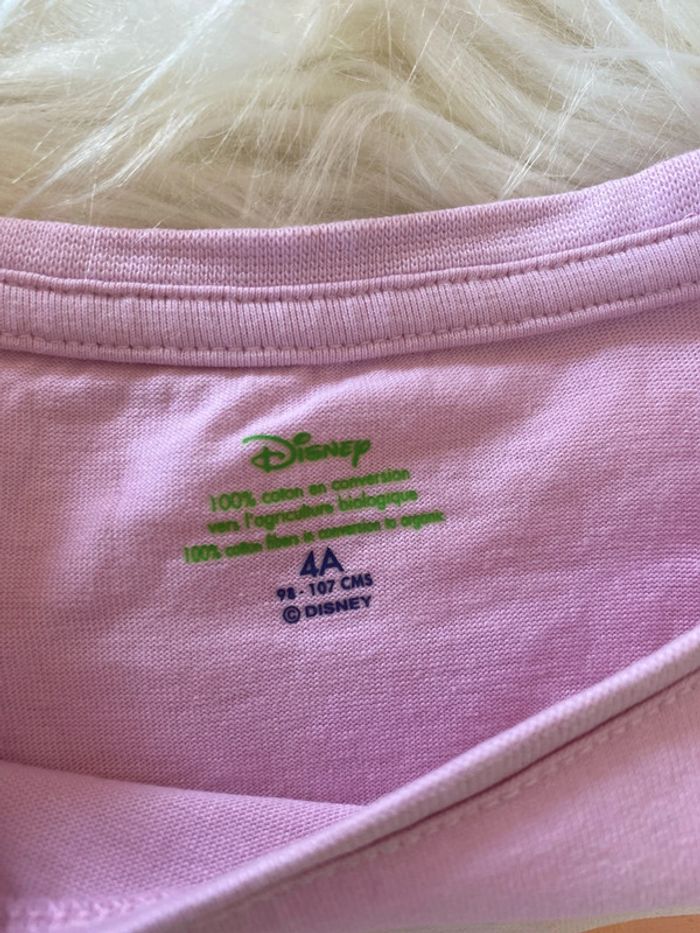 Disney
100% coton en conversion
vers l'agriculture biologique
100% cotton fibers in conversion to organic
4A
98 - 107 CMS
© DISNEY